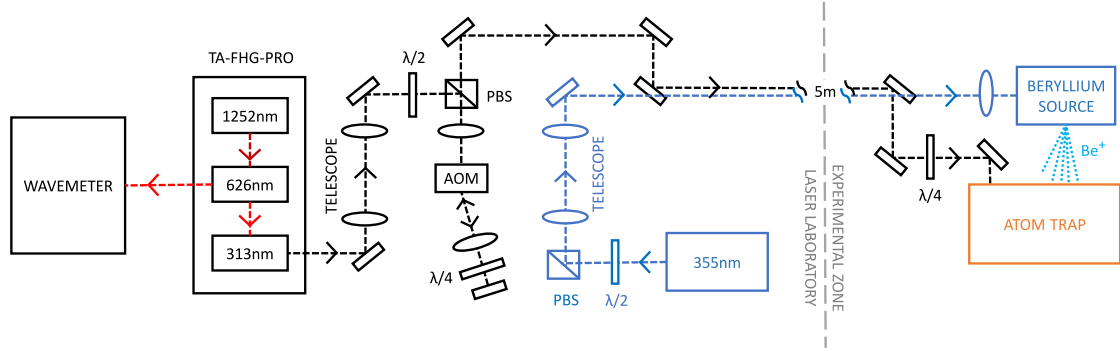 TA-FHG-PRO
1252nm
626nm
313nm
WAVEMETER
TELESCOPE
λ/2
PBS
AOM
λ/4
TELESCOPE
PBS
λ/2
355nm
5m
LASER LABORATORY
EXPERIMENTAL ZONE
λ/4
BERYLLIUM
SOURCE
Be⁺
ATOM TRAP